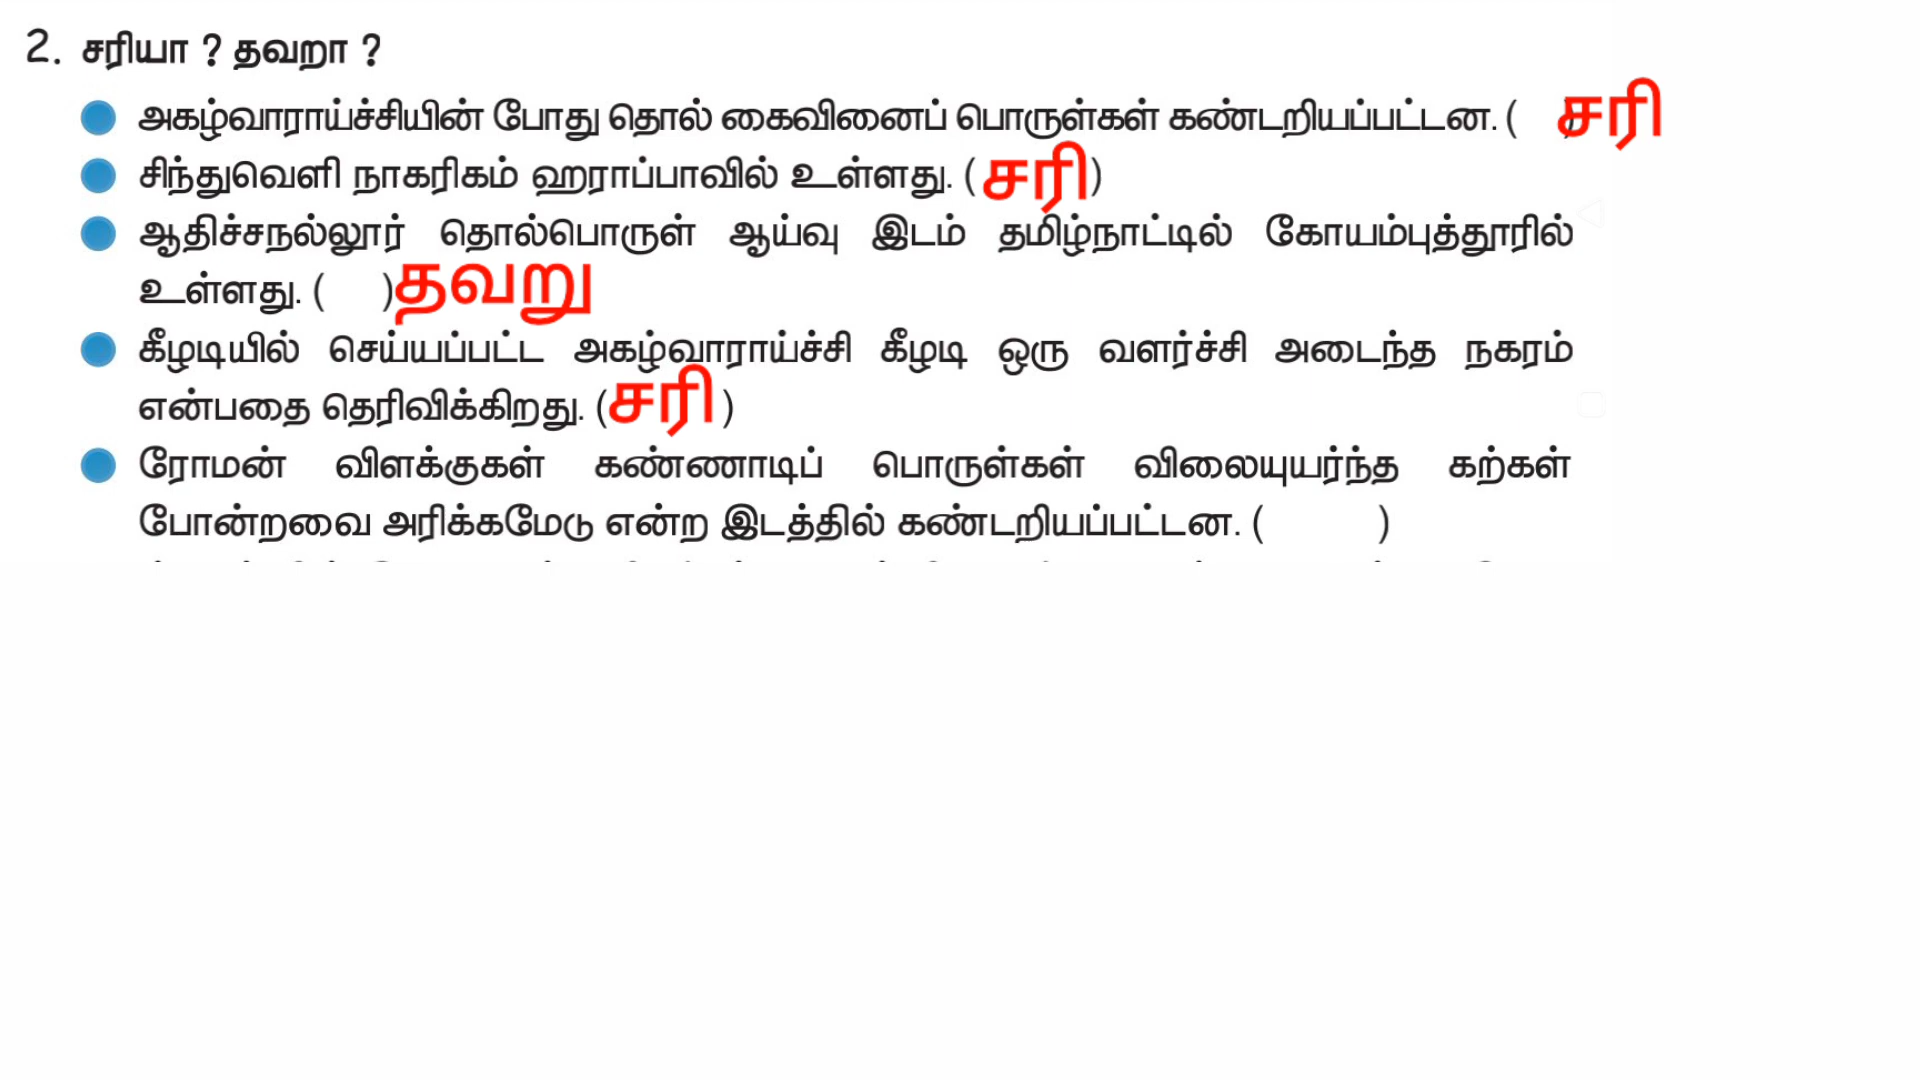 2. சரியா ? தவறா ?
அகழ்வாராய்ச்சியின் போது தொல் கைவினைப் பொருள்கள் கண்டறியப்பட்டன. ( சரி )
சிந்துவெளி நாகரிகம் ஹராப்பாவில் உள்ளது. ( சரி )
ஆதிச்சநல்லூர் தொல்பொருள் ஆய்வு இடம் தமிழ்நாட்டில் கோயம்புத்தூரில்
உள்ளது. ( ) தவறு
கீழடியில் செய்யப்பட்ட அகழ்வாராய்ச்சி கீழடி ஒரு வளர்ச்சி அடைந்த நகரம்
என்பதை தெரிவிக்கிறது. ( சரி )
ரோமன் விளக்குகள் கண்ணாடிப் பொருள்கள் விலையுயர்ந்த கற்கள்
போன்றவை அரிக்கமேடு என்ற இடத்தில் கண்டறியப்பட்டன. ( )